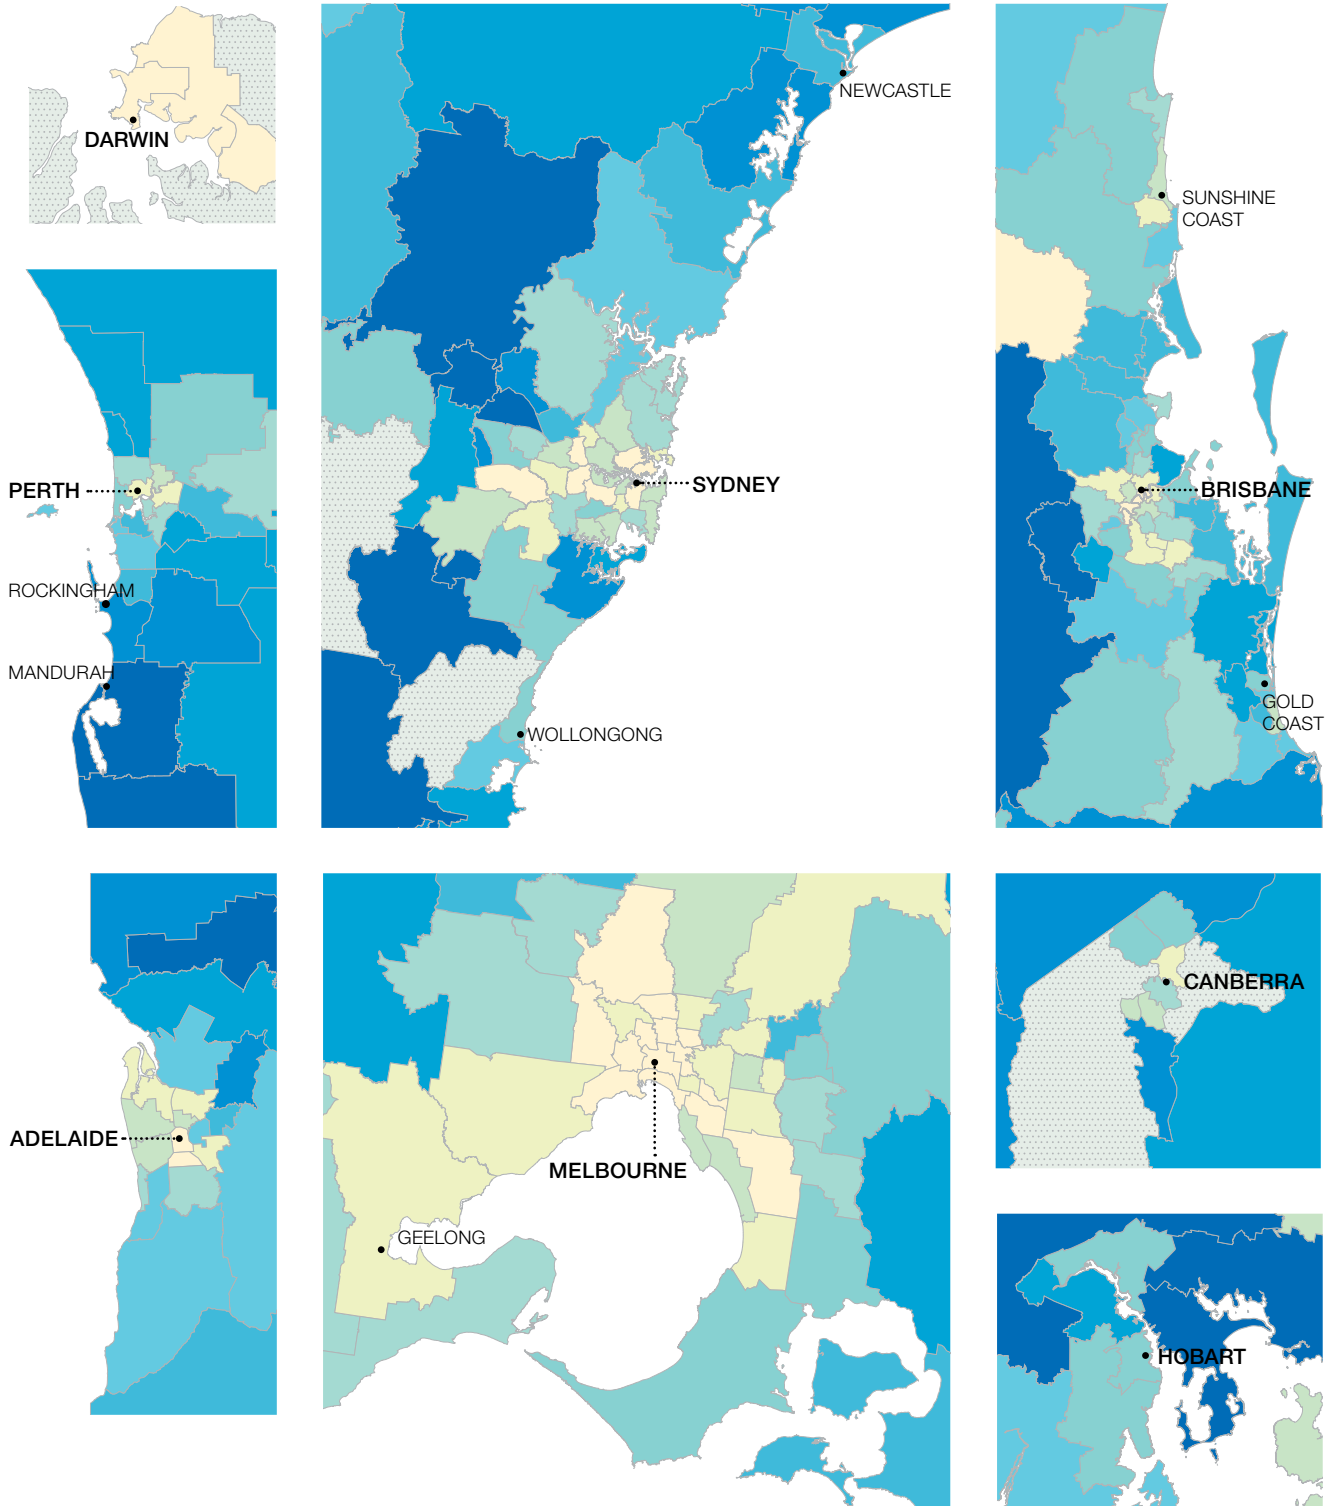 DARWIN
NEWCASTLE
SUNSHINE
COAST
PERTH
SYDNEY
BRISBANE
ROCKINGHAM
MANDURAH
GOLD
COAST
WOLLONGONG
CANBERRA
ADELAIDE
MELBOURNE
GEELONG
HOBART